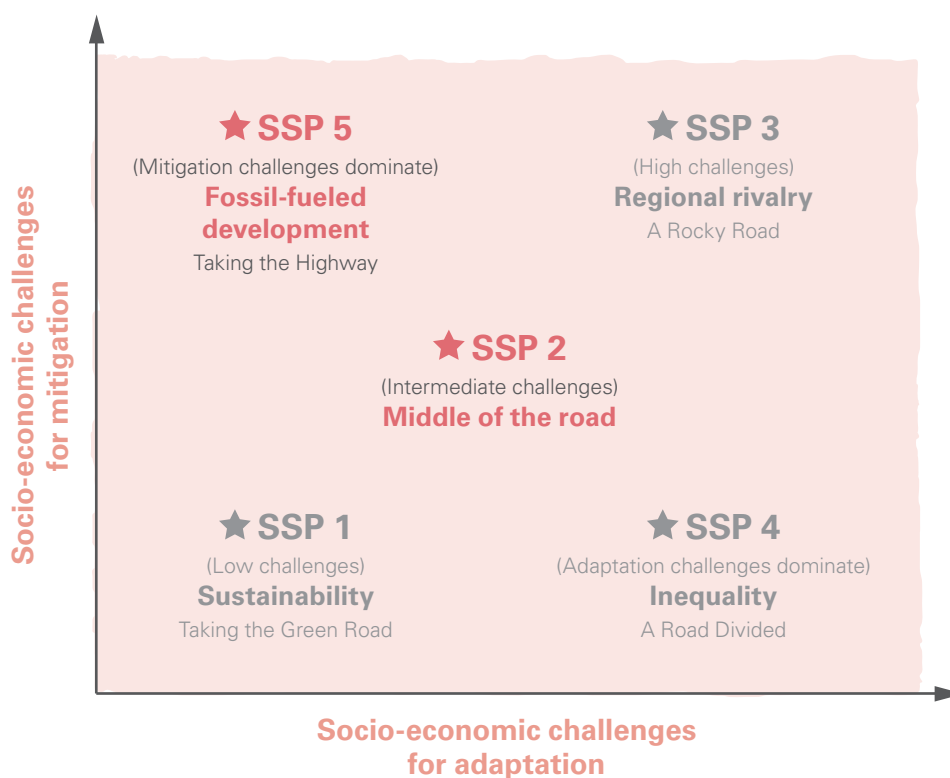 Socio-economic challenges
for mitigation
SSP 5
(Mitigation challenges dominate)
Fossil-fueled
development
Taking the Highway
SSP 3
(High challenges)
Regional rivalry
A Rocky Road
SSP 2
(Intermediate challenges)
Middle of the road
SSP 1
(Low challenges)
Sustainability
Taking the Green Road
SSP 4
(Adaptation challenges dominate)
Inequality
A Road Divided
Socio-economic challenges
for adaptation